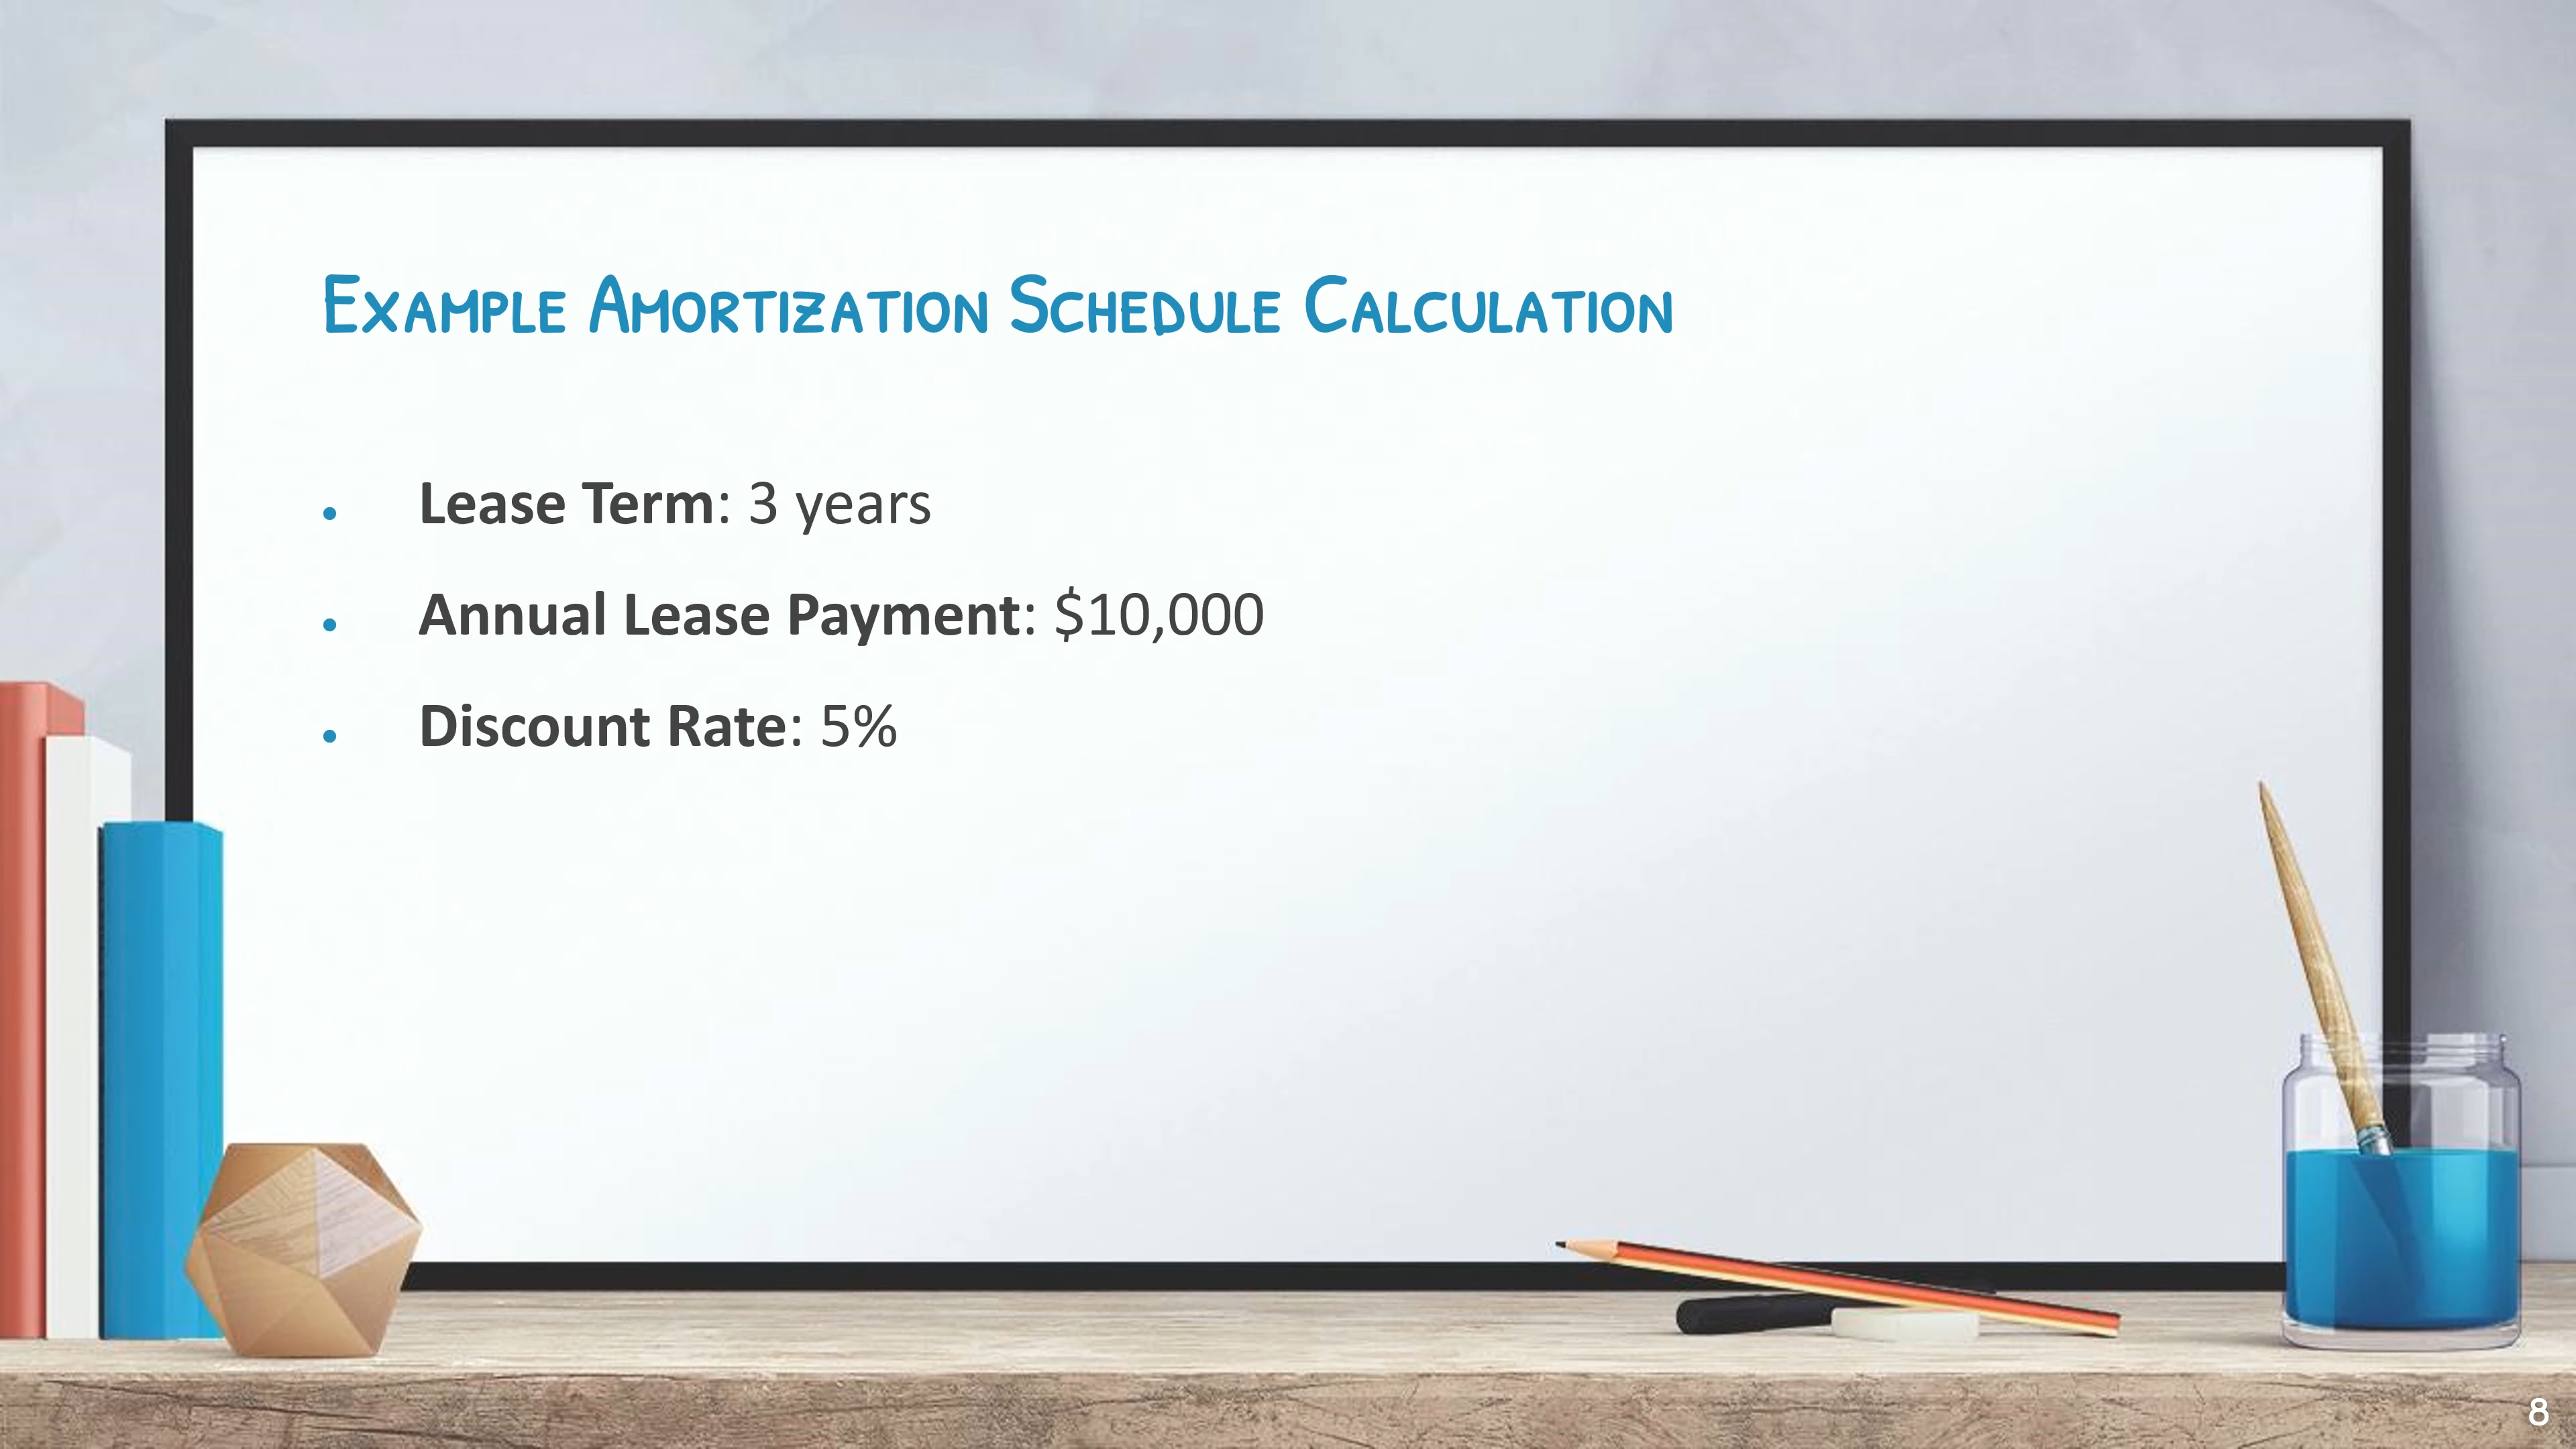 Example Amortization Schedule Calculation
• Lease Term: 3 years
• Annual Lease Payment: $10,000
• Discount Rate: 5%
8